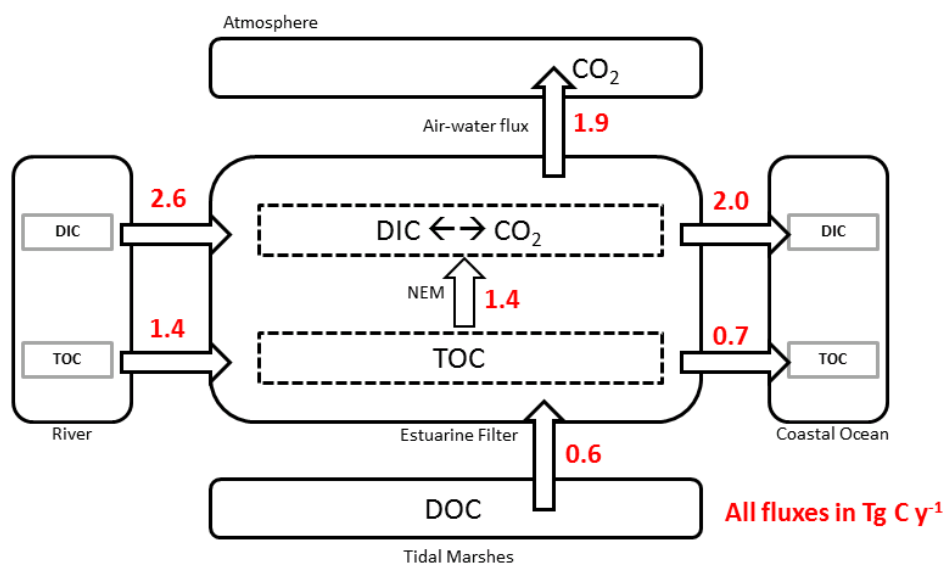 Atmosphere
CO₂
Air-water flux
1.9
2.6
2.0
DIC
DIC ←→ CO₂
DIC
NEM
1.4
1.4
0.7
TOC
TOC
TOC
River
Estuarine Filter
Coastal Ocean
0.6
DOC
All fluxes in Tg C y⁻¹
Tidal Marshes